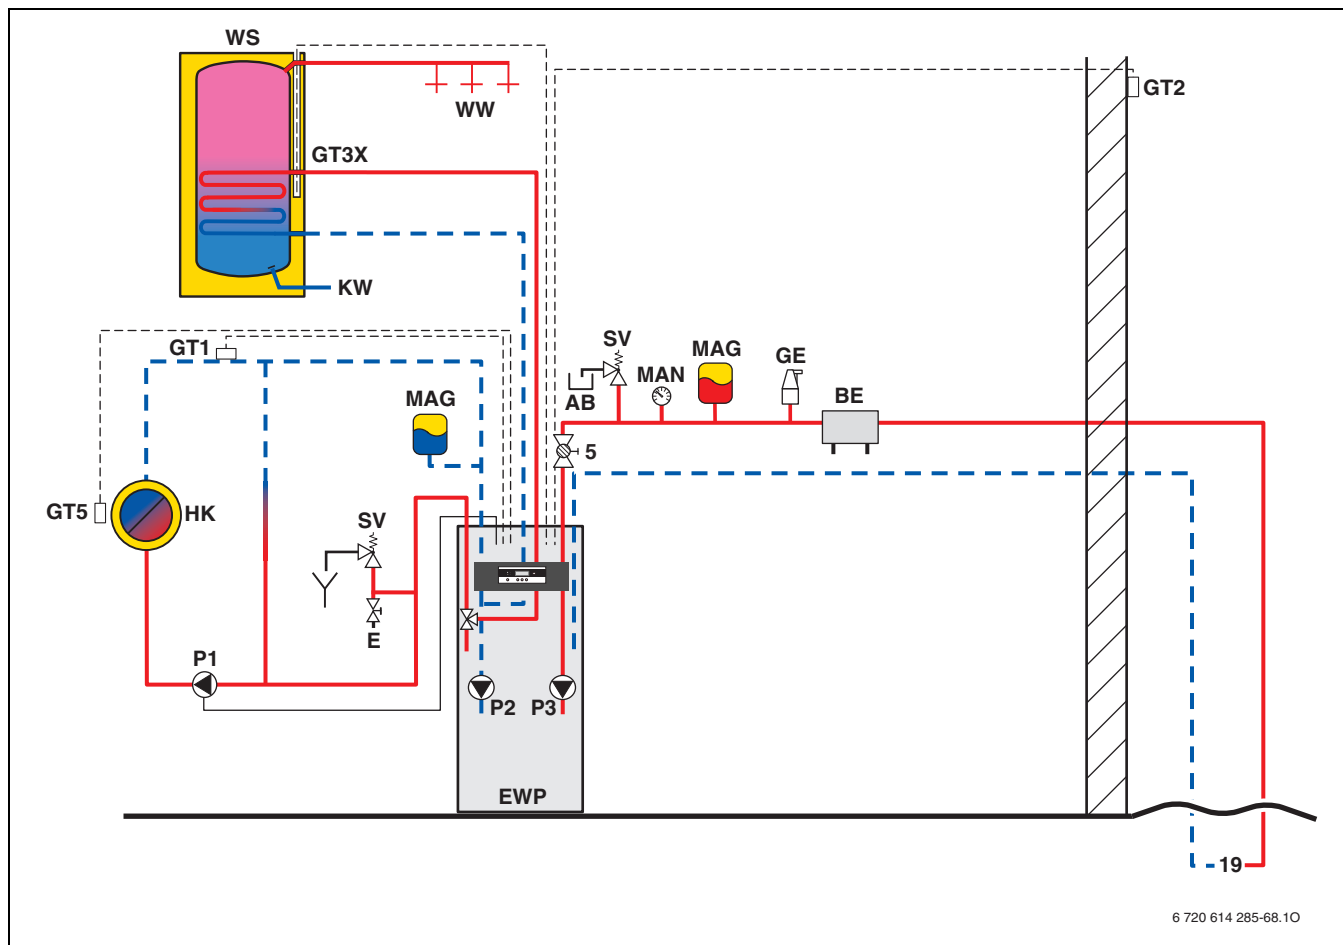 WS
GT2
WW
GT3X
KW
GT1
SV
MAG
GE
MAN
AB
BE
MAG
5
GT5
HK
SV
E
P1
P2
P3
EWP
19
6 720 614 285-68.1O